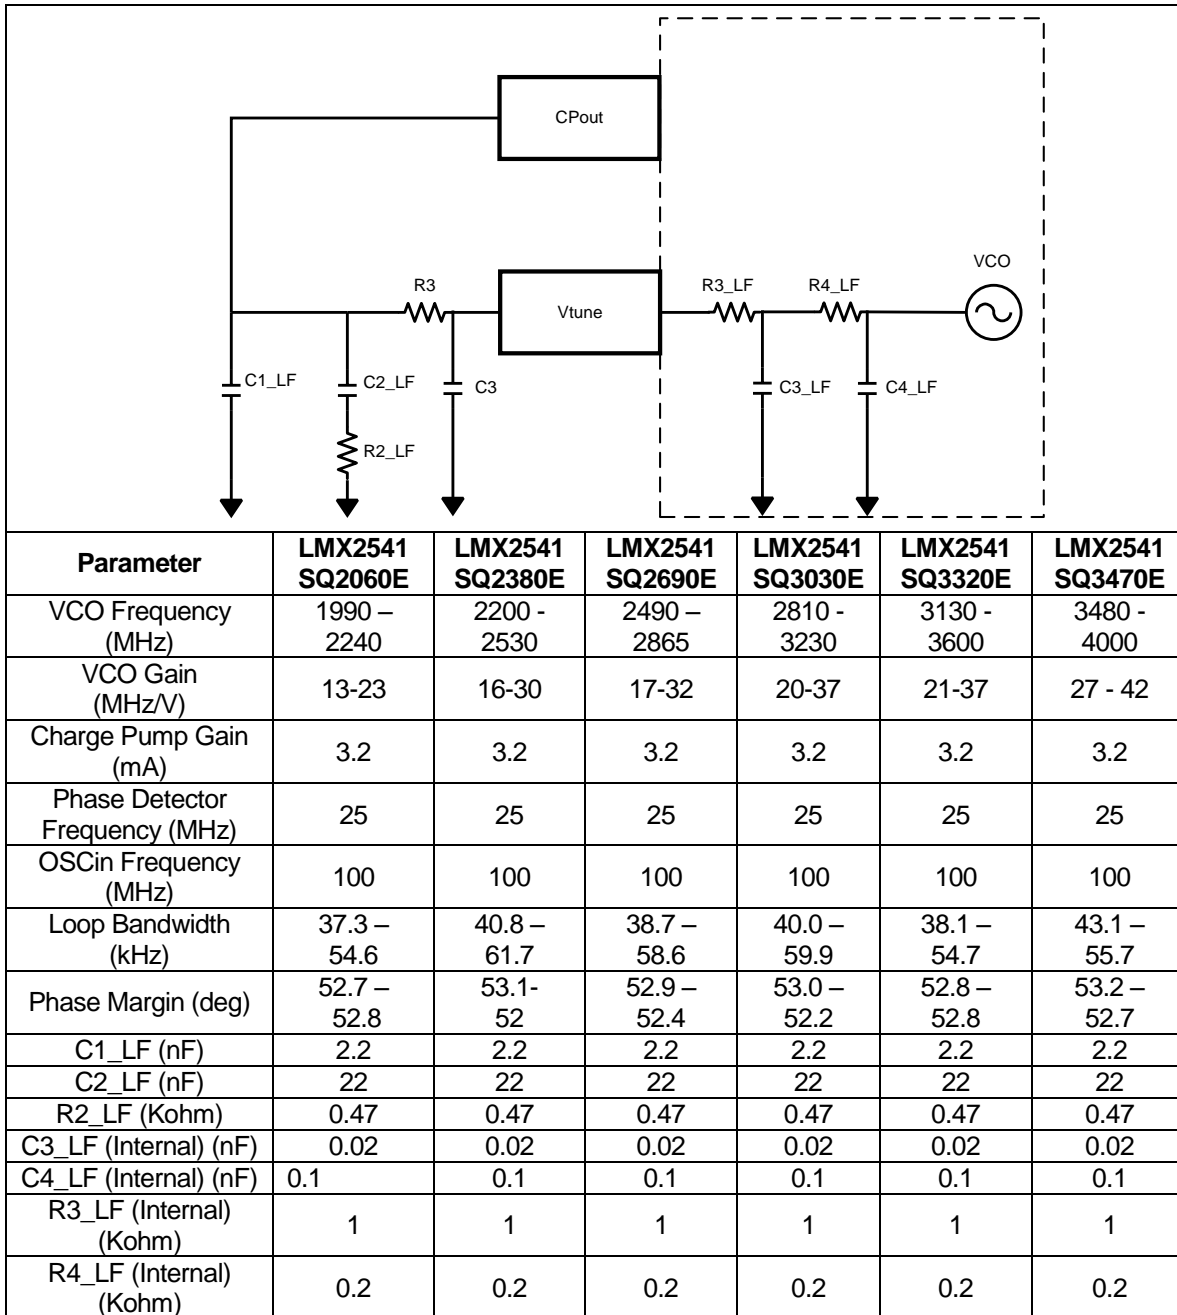 CPout
VCO
R3
Vtune
R3_LF
R4_LF
C1_LF
C2_LF
C3
C3_LF
C4_LF
R2_LF
Parameter
LMX2541 SQ2060E
LMX2541 SQ2380E
LMX2541 SQ2690E
LMX2541 SQ3030E
LMX2541 SQ3320E
LMX2541 SQ3470E
VCO Frequency (MHz)
1990 – 2240
2200 - 2530
2490 – 2865
2810 - 3230
3130 - 3600
3480 - 4000
VCO Gain (MHz/V)
13-23
16-30
17-32
20-37
21-37
27 - 42
Charge Pump Gain (mA)
3.2
3.2
3.2
3.2
3.2
3.2
Phase Detector Frequency (MHz)
25
25
25
25
25
25
OSCin Frequency (MHz)
100
100
100
100
100
100
Loop Bandwidth (kHz)
37.3 – 54.6
40.8 – 61.7
38.7 – 58.6
40.0 – 59.9
38.1 – 54.7
43.1 – 55.7
Phase Margin (deg)
52.7 – 52.8
53.1- 52
52.9 – 52.4
53.0 – 52.2
52.8 – 52.8
53.2 – 52.7
C1_LF (nF)
2.2
2.2
2.2
2.2
2.2
2.2
C2_LF (nF)
22
22
22
22
22
22
R2_LF (Kohm)
0.47
0.47
0.47
0.47
0.47
0.47
C3_LF (Internal) (nF)
0.02
0.02
0.02
0.02
0.02
0.02
C4_LF (Internal) (nF)
0.1
0.1
0.1
0.1
0.1
0.1
R3_LF (Internal) (Kohm)
1
1
1
1
1
1
R4_LF (Internal) (Kohm)
0.2
0.2
0.2
0.2
0.2
0.2